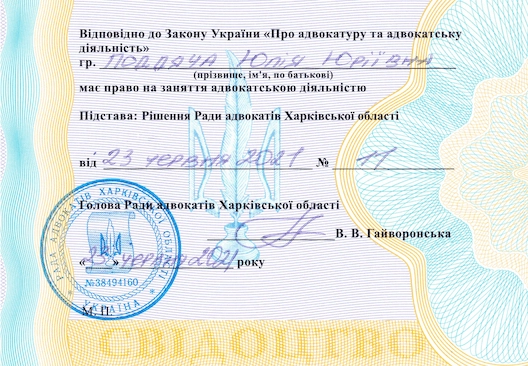 Відповідно до Закону України «Про адвокатуру та адвокатську
діяльність»
гр. Поддяча Юлія Юріївна
(прізвище, ім'я, по батькові)
має право на заняття адвокатською діяльністю
Підстава: Рішення Ради адвокатів Харківської області
від 23 червня 2021 № 11
Голова Ради адвокатів Харківської області
В. В. Гайворонська
«23» червня 2021 року
М. П.
РАДА АДВОКАТІВ ХАРКІВСЬКОЇ ОБЛАСТІ
№38494160
УКРАЇНА
СВІДОЦТВО